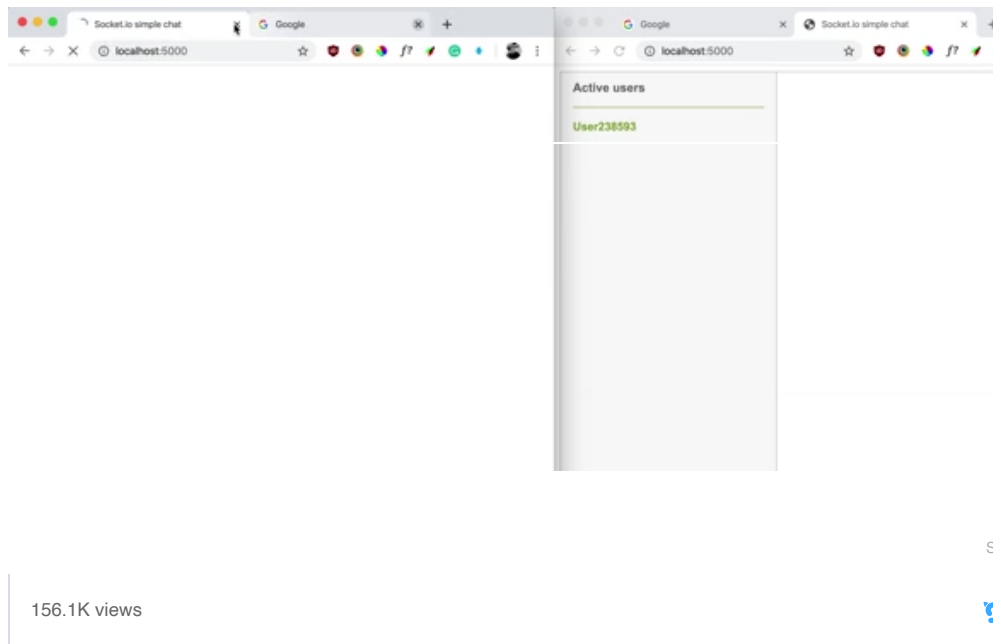 Socket.io simple chat
Google
localhost:5000
Google
Socket.io simple chat
localhost:5000
Active users
User238593
S
156.1K views